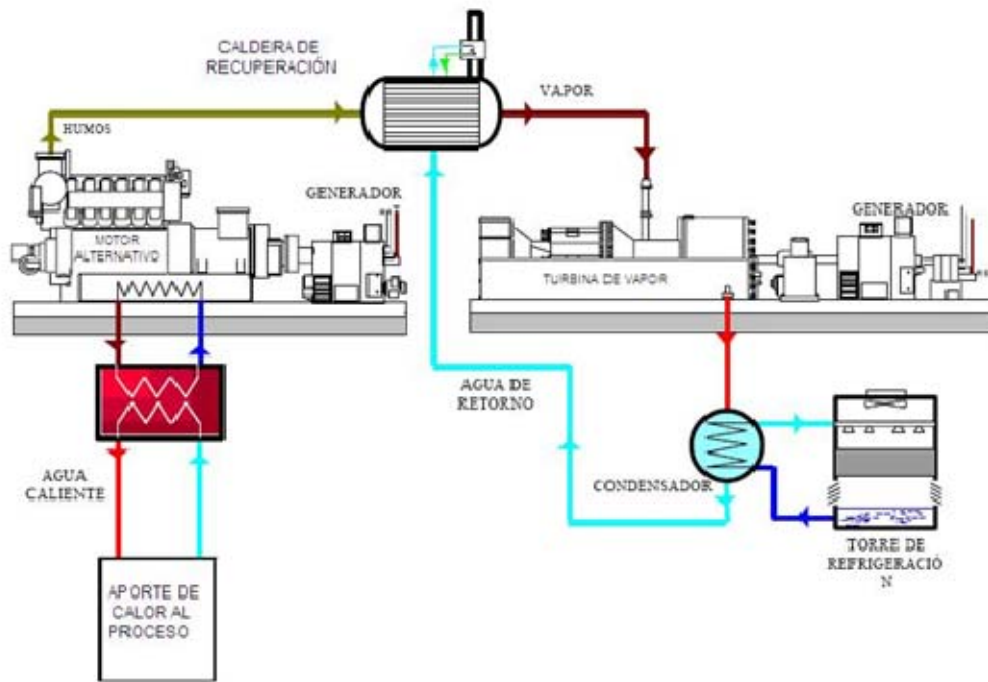 CALDEIRA DE
RECUPERACIÓN
VAPOR
HUMOS
GENERADOR
GENERADOR
MOTOR
ALTERNATIVO
TURBINA DE VAPOR
AGUA DE
RETORNO
AGUA
CALIENTE
CONDENSADOR
TORRE DE
REFRIGERACIÓ
N
APORTE DE
CALOR AL
PROCESO